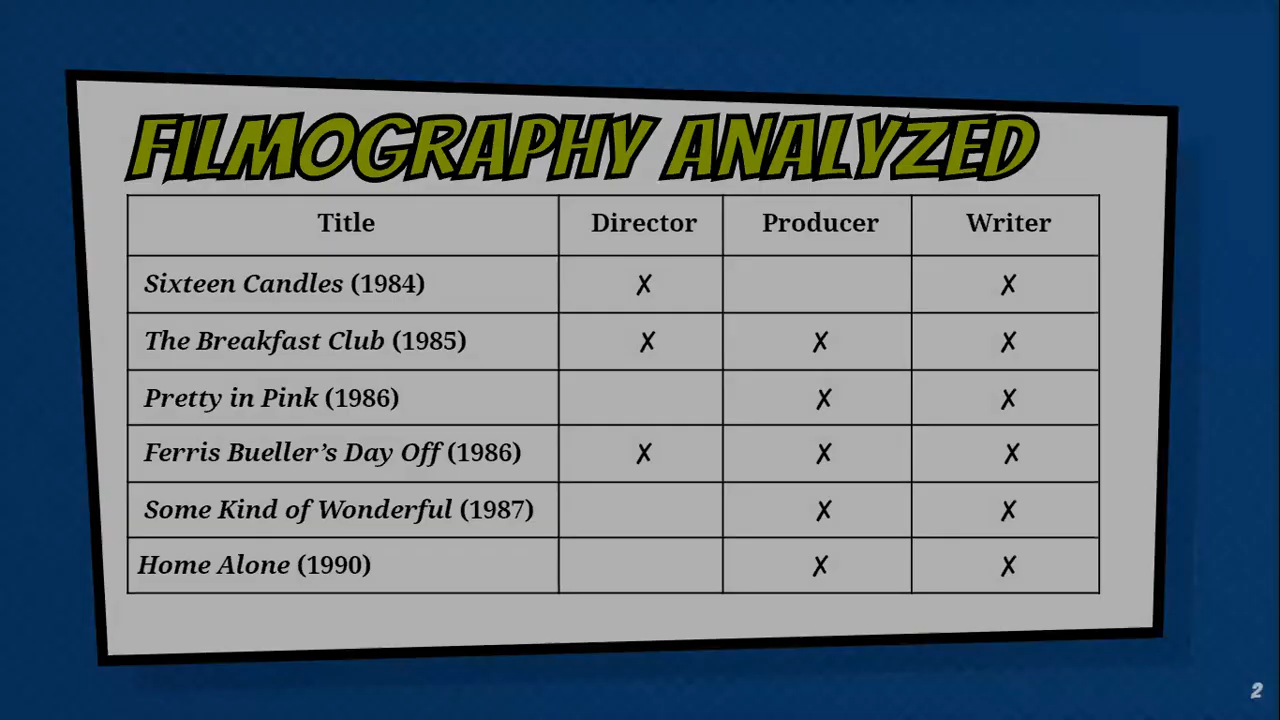 FILMOGRAPHY ANALYZED
Title Director Producer Writer
Sixteen Candles (1984) ✗ ✗
The Breakfast Club (1985) ✗ ✗ ✗
Pretty in Pink (1986) ✗ ✗
Ferris Bueller’s Day Off (1986) ✗ ✗ ✗
Some Kind of Wonderful (1987) ✗ ✗
Home Alone (1990) ✗ ✗
2